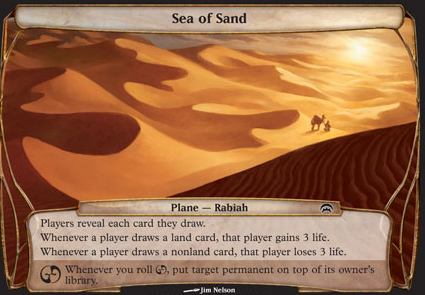 Sea of Sand
Plane — Rabiah
Players reveal each card they draw.
Whenever a player draws a land card, that player gains 3 life.
Whenever a player draws a nonland card, that player loses 3 life.
Whenever you roll , put target permanent on top of its owner's
library.
Jim Nelson